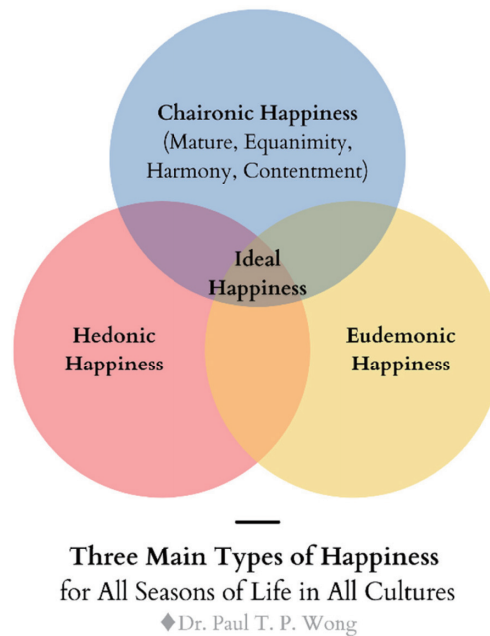 Chaironic Happiness
(Mature, Equanimity,
Harmony, Contentment)
Ideal
Happiness
Hedonic
Happiness
Eudemonic
Happiness
Three Main Types of Happiness
for All Seasons of Life in All Cultures
♦Dr. Paul T. P. Wong